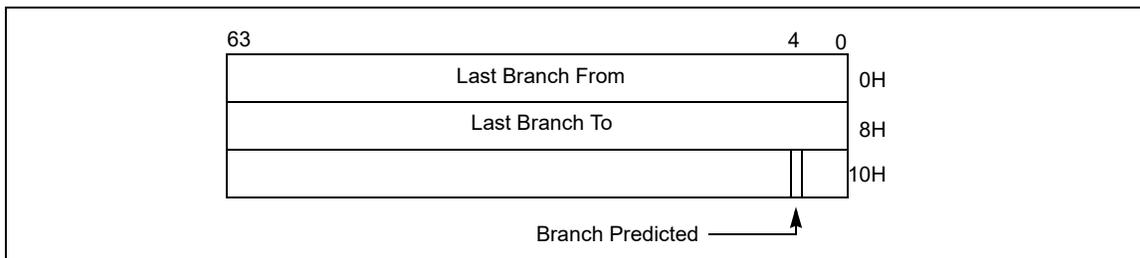 63 4 0
Last Branch From 0H
Last Branch To 8H
10H
Branch Predicted